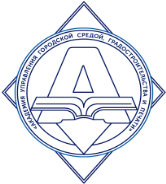 «АКАДЕМИЯ УПРАВЛЕНИЯ ГОРОДСКОЙ СРЕДОЙ, ГРАДОСТРОИТЕЛЬСТВА И ПЕЧАТИ»